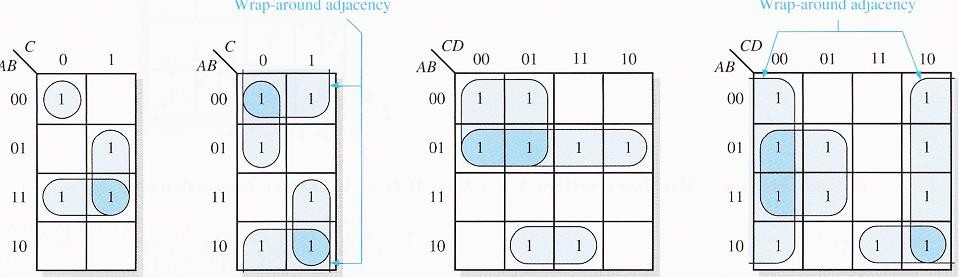 Wrap-around adjacency
Wrap-around adjacency
C
AB
0 1
00 1
01 1
11 1 1
10
C
AB
0 1
00 1 1
01 1
11 1
10 1 1
CD
AB
00 01 11 10
00 1 1
01 1 1 1 1
11
10 1 1
CD
AB
00 01 11 10
00 1 1
01 1 1 1
11 1 1 1
10 1 1 1